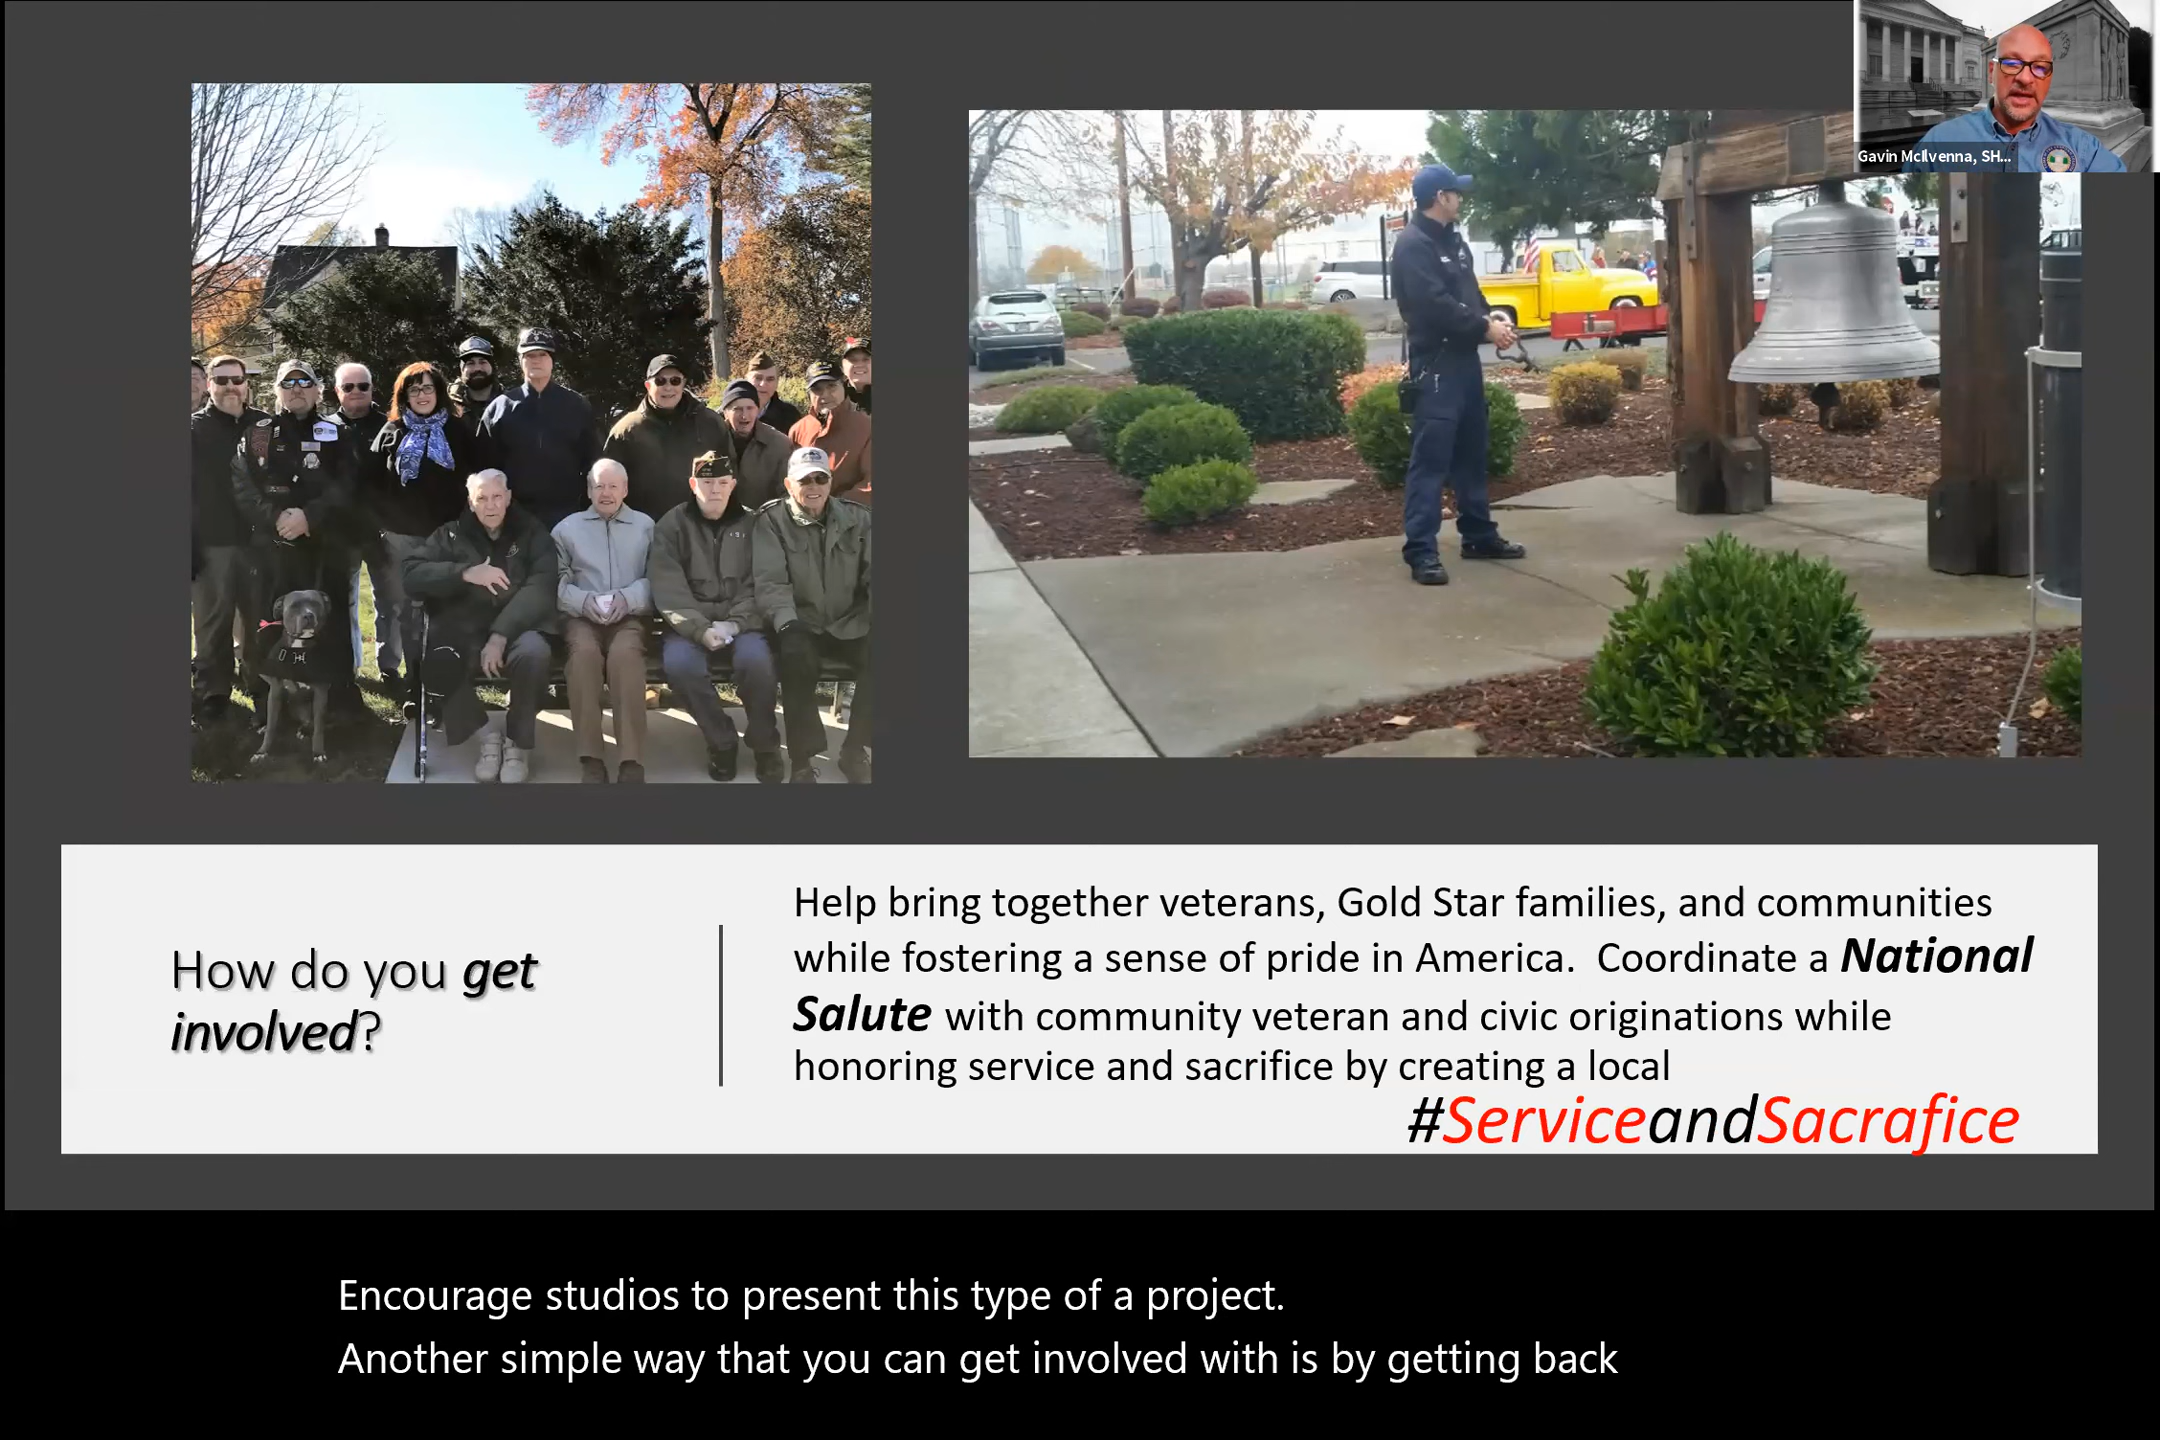 Gavin McIlvenna, SH...
How do you get
involved?
Help bring together veterans, Gold Star families, and communities
while fostering a sense of pride in America. Coordinate a National
Salute with community veteran and civic originations while
honoring service and sacrifice by creating a local
#ServiceandSacrafice
Encourage studios to present this type of a project.
Another simple way that you can get involved with is by getting back